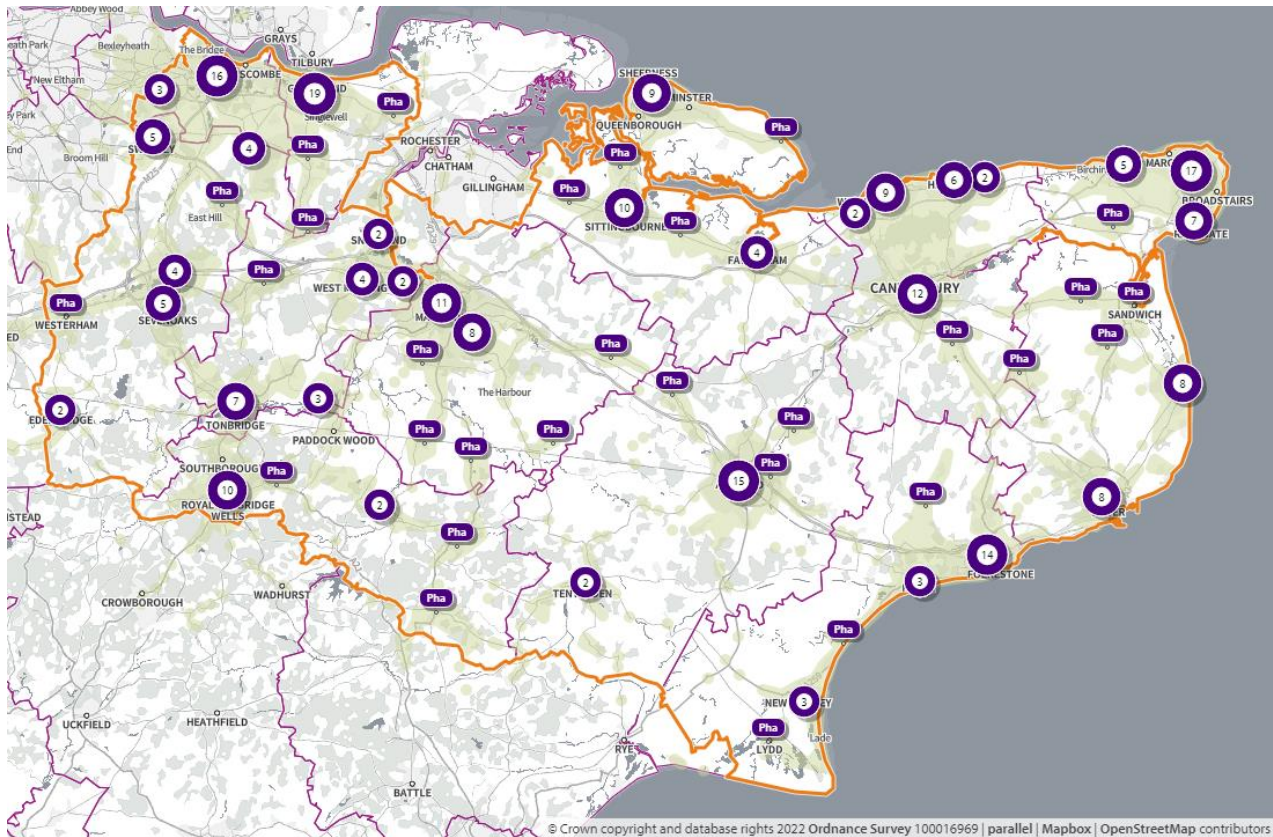 Abbey Wood
GRAYS
Bexleyheath
The Bridge
TILBURY
New Eltham
16
3
19
Pha
9
SHEERNESS
QUEENBOROUGH
Singlewell
Pha
Pha
5
4
ROCHESTER
CHATHAM
GILLINGHAM
Broom Hill
M25
Pha
Pha
Pha
East Hill
Pha
10
SITTINGBOURNE
Pha
2
9
6
2
5
17
BROADSTAIRS
Pha
7
2
4
Pha
4
4
2
12
Pha
Pha
SANDWICH
Pha
WESTERHAM
5
SEVENOAKS
11
8
Pha
Pha
Pha
Pha
Pha
The Harbour
Pha
8
2
7
TONBRIDGE
3
PADDOCK WOOD
Pha
Pha
Pha
Pha
Pha
15
SOUTHBOROUGH
Pha
10
WELLS
2
Pha
8
Pha
14
FOLKESTONE
2
3
CROWBOROUGH
WADHURST
A21
Pha
Pha
3
Pha
LYDD
Lade
UCKFIELD
HEATHFIELD
RYE
BATTLE
© Crown copyright and database rights 2022 Ordnance Survey 100016969 | parallel | Mapbox | OpenStreetMap contributors